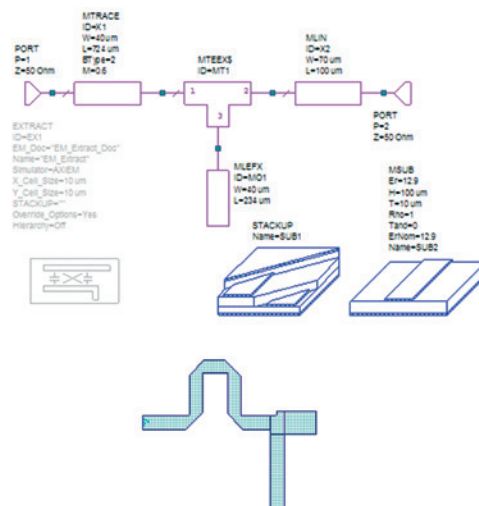 MTRACE
ID=X1
W=40 um
L=724 um
BType=2
M=0.6
PORT
P=1
Z=50 Ohm
MTEEX$
ID=MT1
1
2
3
MLIN
ID=X2
W=70 um
L=100 um
PORT
P=2
Z=50 Ohm
EXTRACT
ID=EX1
EM_Doc="EM_Extract_Doc"
Name="EM_Extract"
Simulator=AXIEM
X_Cell_Size=10 um
Y_Cell_Size=10 um
STACKUP=""
Override_Options=Yes
Hierarchy=Off
MLEFX
ID=MO1
W=40 um
L=234 um
STACKUP
Name=SUB1
MSUB
Er=12.9
H=100 um
T=10 um
Rho=1
Tand=0
ErNom=12.9
Name=SUB2